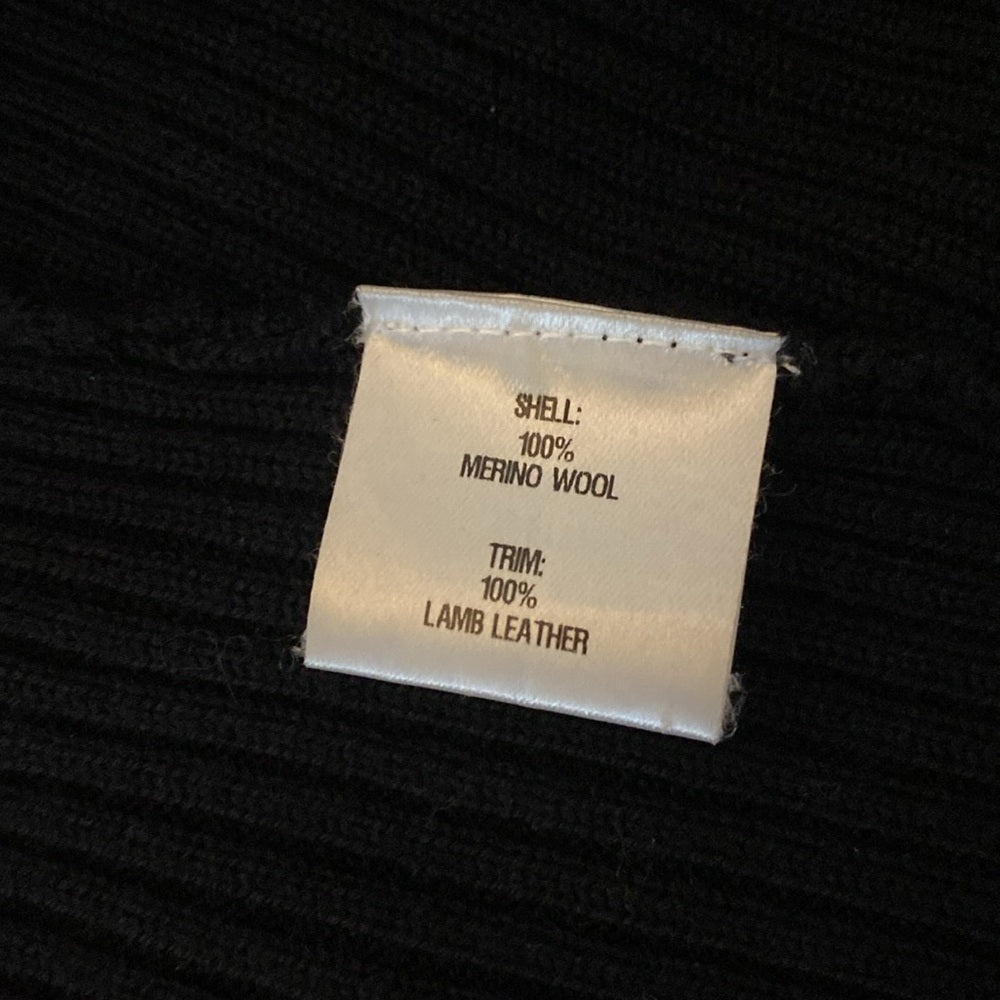 SHELL:
100%
MERINO WOOL
TRIM:
100%
LAMB LEATHER